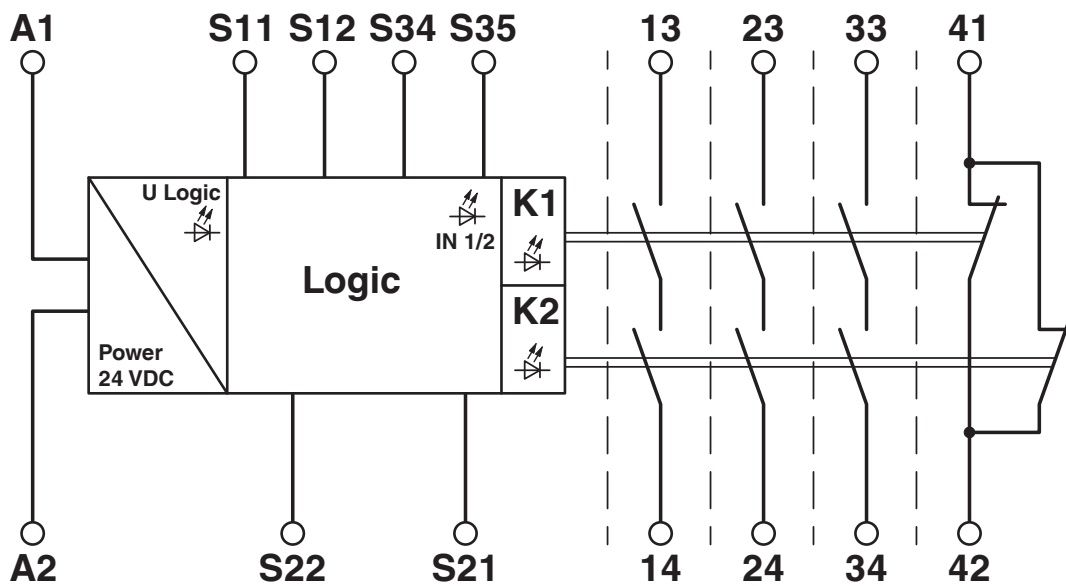 A1 S11 S12 S34 S35 13 23 33 41
U Logic
K1
IN 1/2
Logic
K2
Power
24 VDC
A2 S22 S21 14 24 34 42